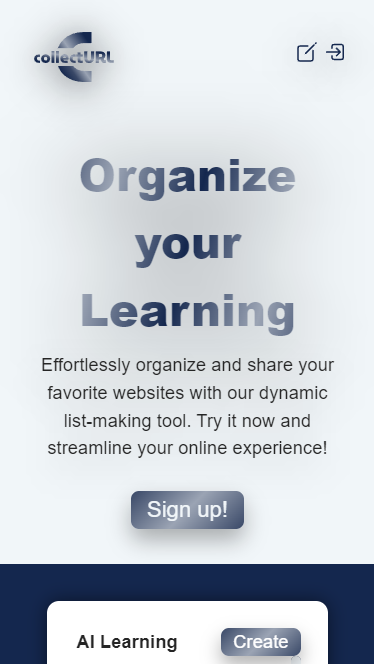 collectURL
Organize
your
Learning
Effortlessly organize and share your
favorite websites with our dynamic
list-making tool. Try it now and
streamline your online experience!
Sign up!
AI Learning
Create